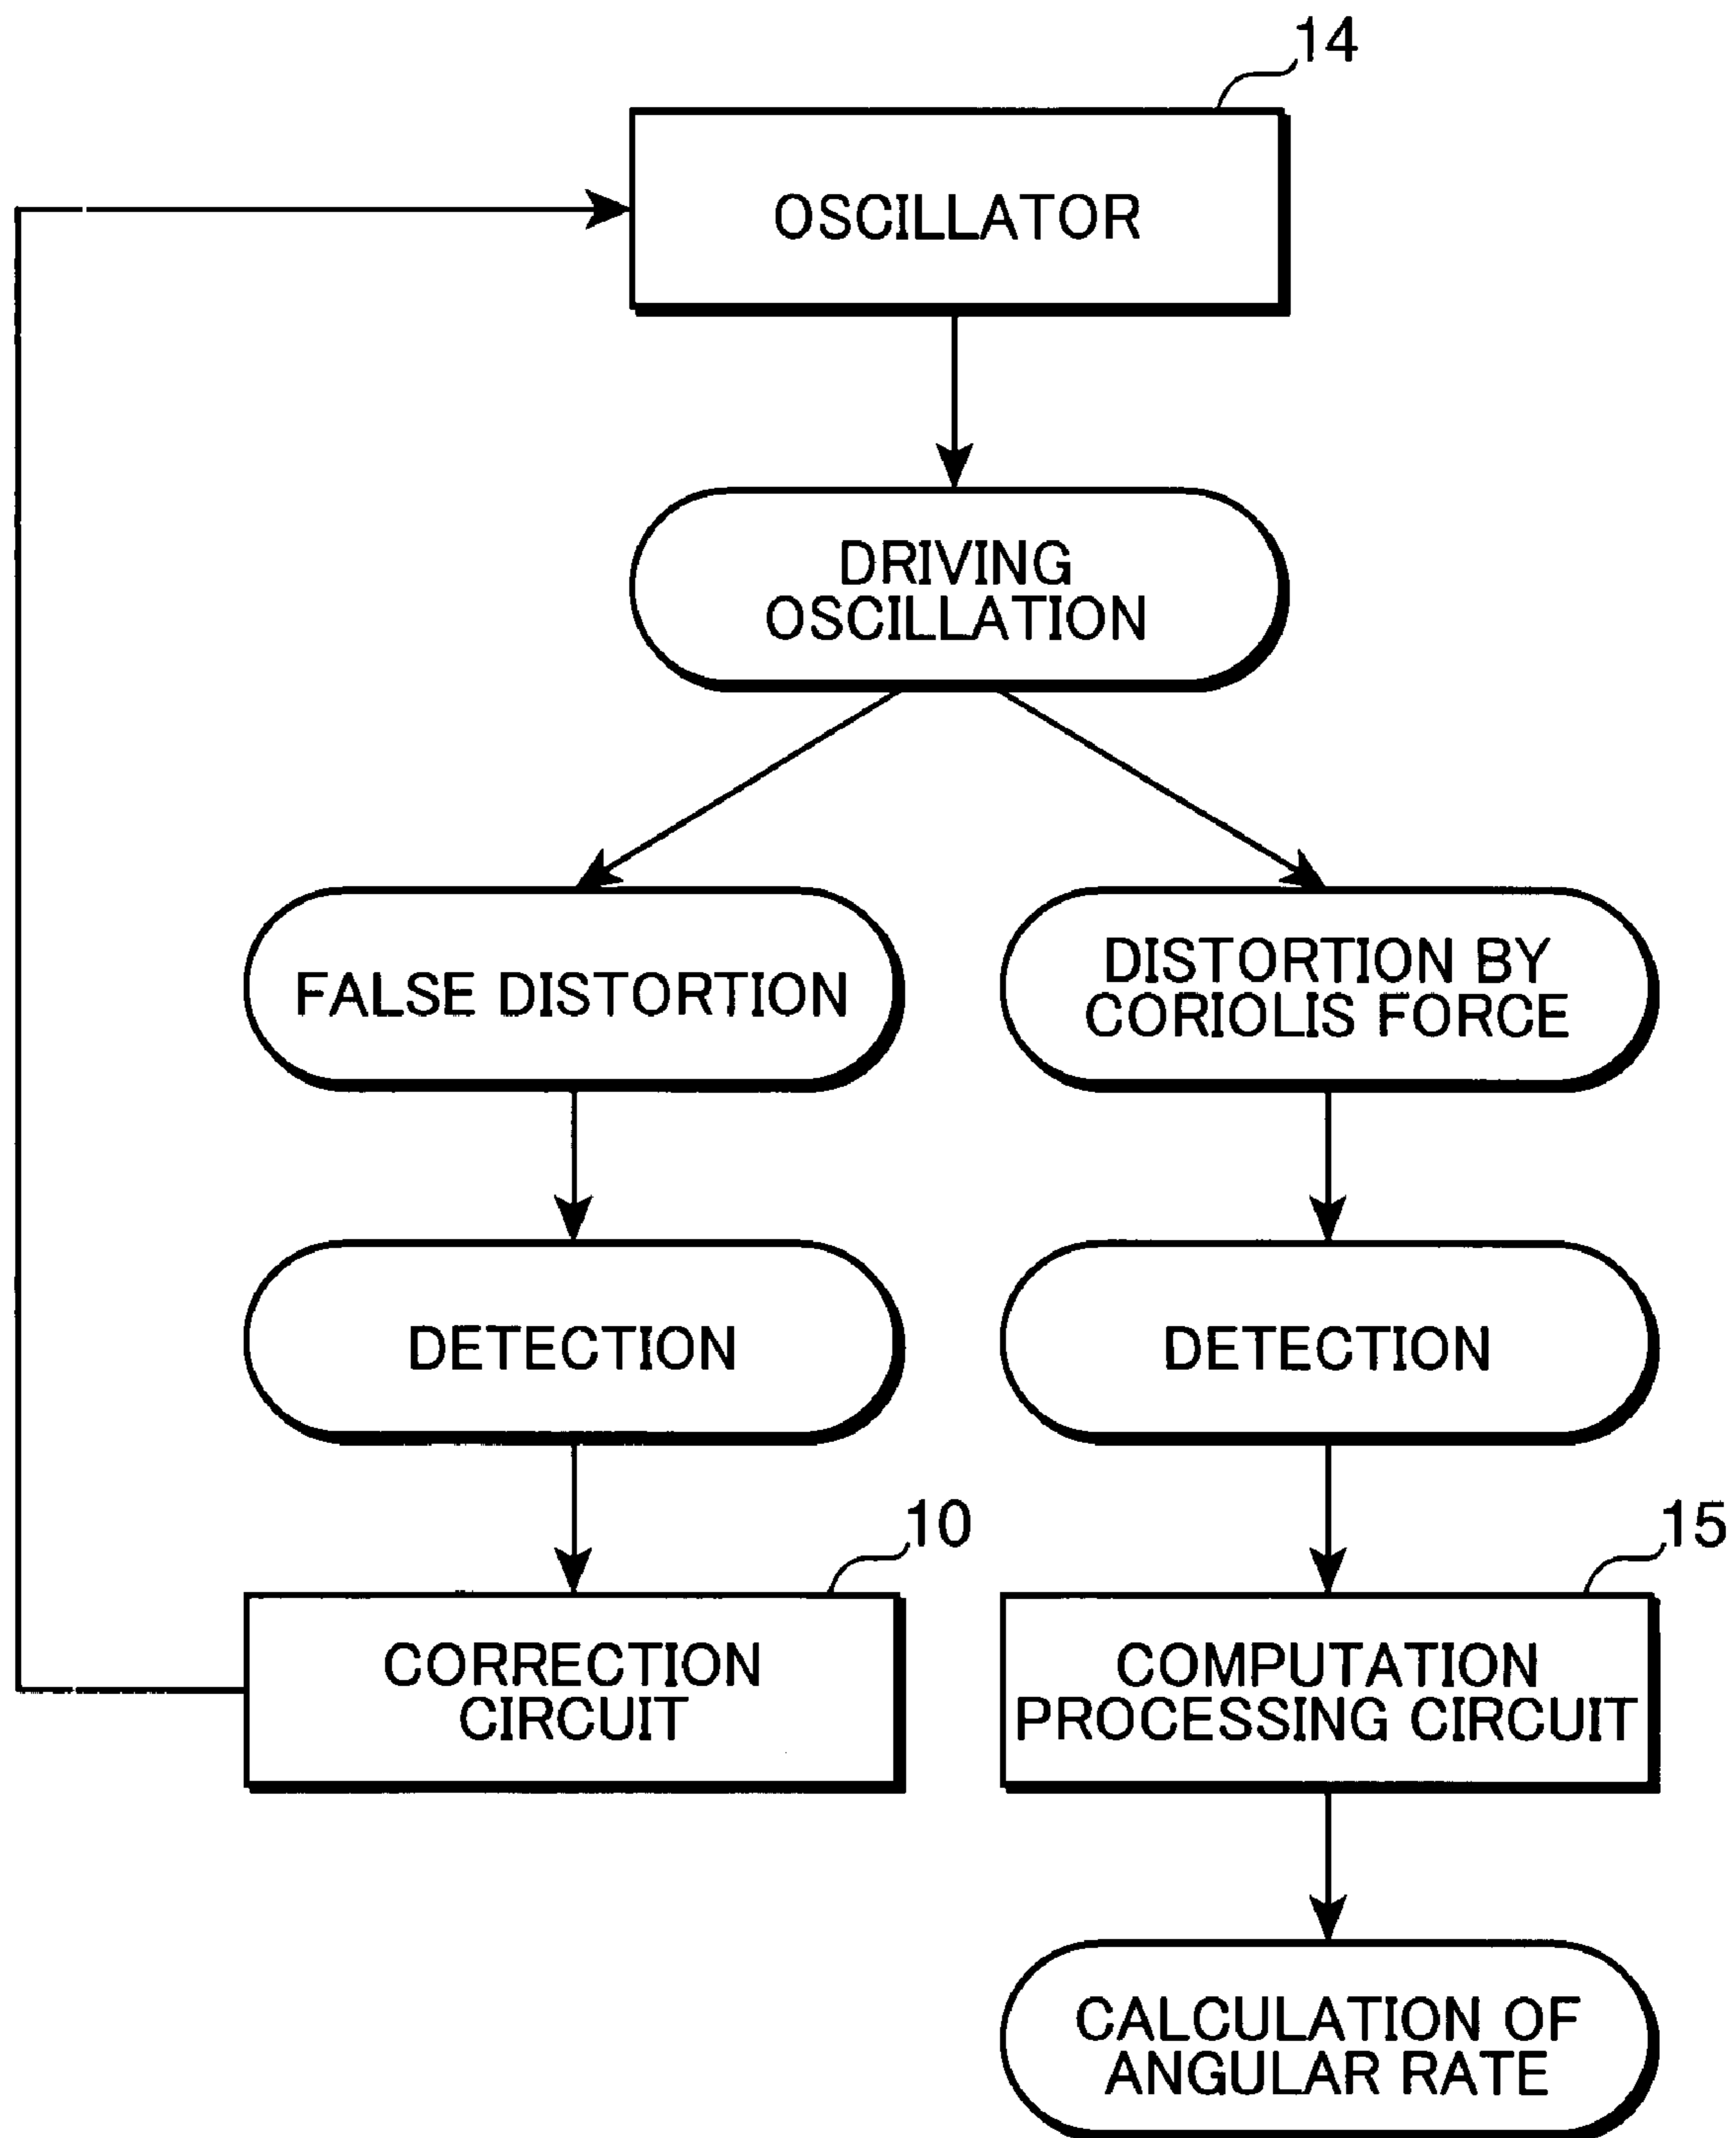 14
OSCILLATOR
DRIVING
OSCILLATION
FALSE DISTORTION
DISTORTION BY
CORIOLIS FORCE
DETECTION
DETECTION
10
CORRECTION
CIRCUIT
15
COMPUTATION
PROCESSING CIRCUIT
CALCULATION OF
ANGULAR RATE